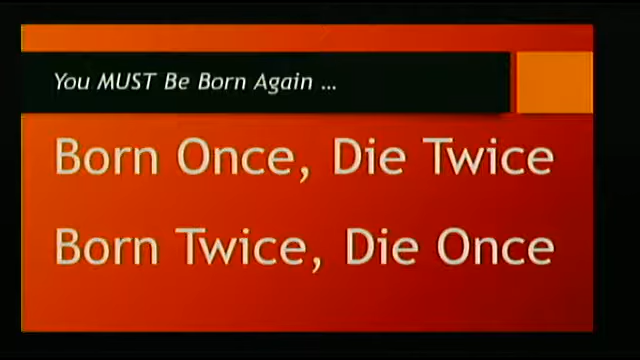 You MUST Be Born Again ...
Born Once, Die Twice
Born Twice, Die Once